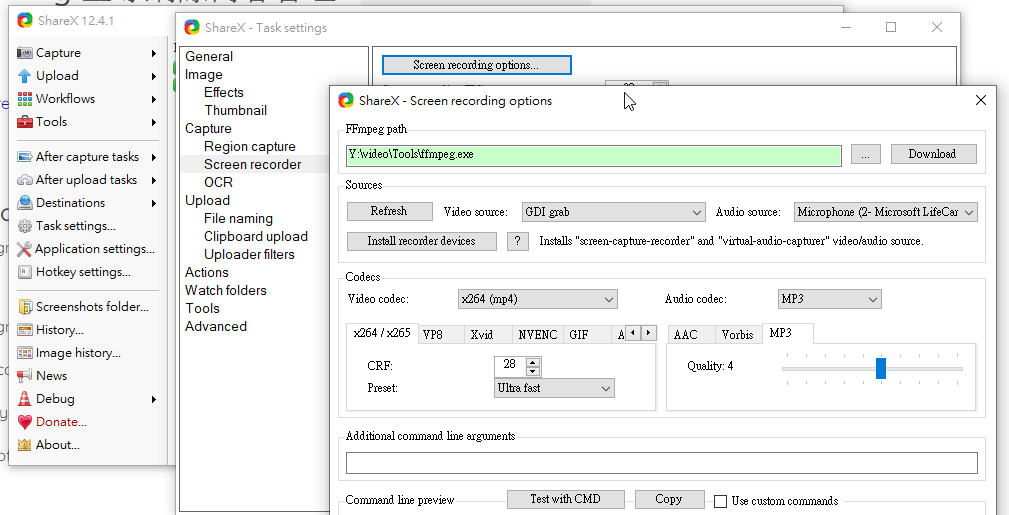 ShareX 12.4.1
Capture
Upload
Workflows
Tools
After capture tasks
After upload tasks
Destinations
Task settings...
Application settings...
Hotkey settings...
Screenshots folder...
History...
Image history...
News
Debug
Donate...
About...
ShareX - Task settings
General
Image
Effects
Thumbnail
Capture
Region capture
Screen recorder
OCR
Upload
File naming
Clipboard upload
Uploader filters
Actions
Watch folders
Tools
Advanced
Screen recording options...
ShareX - Screen recording options
FFmpeg path
Y:\video\Tools\ffmpeg.exe
... Download
Sources
Refresh Video source: GDI grab Audio source: Microphone (2- Microsoft LifeCar
Install recorder devices ? Installs "screen-capture-recorder" and "virtual-audio-capturer" video/audio source.
Codecs
Video codec: x264 (mp4) Audio codec: MP3
x264 / x265 VP8 Xvid NVENC GIF A AAC Vorbis MP3
CRF: 28 Quality: 4
Preset: Ultra fast
Additional command line arguments
Command line preview Test with CMD Copy Use custom commands